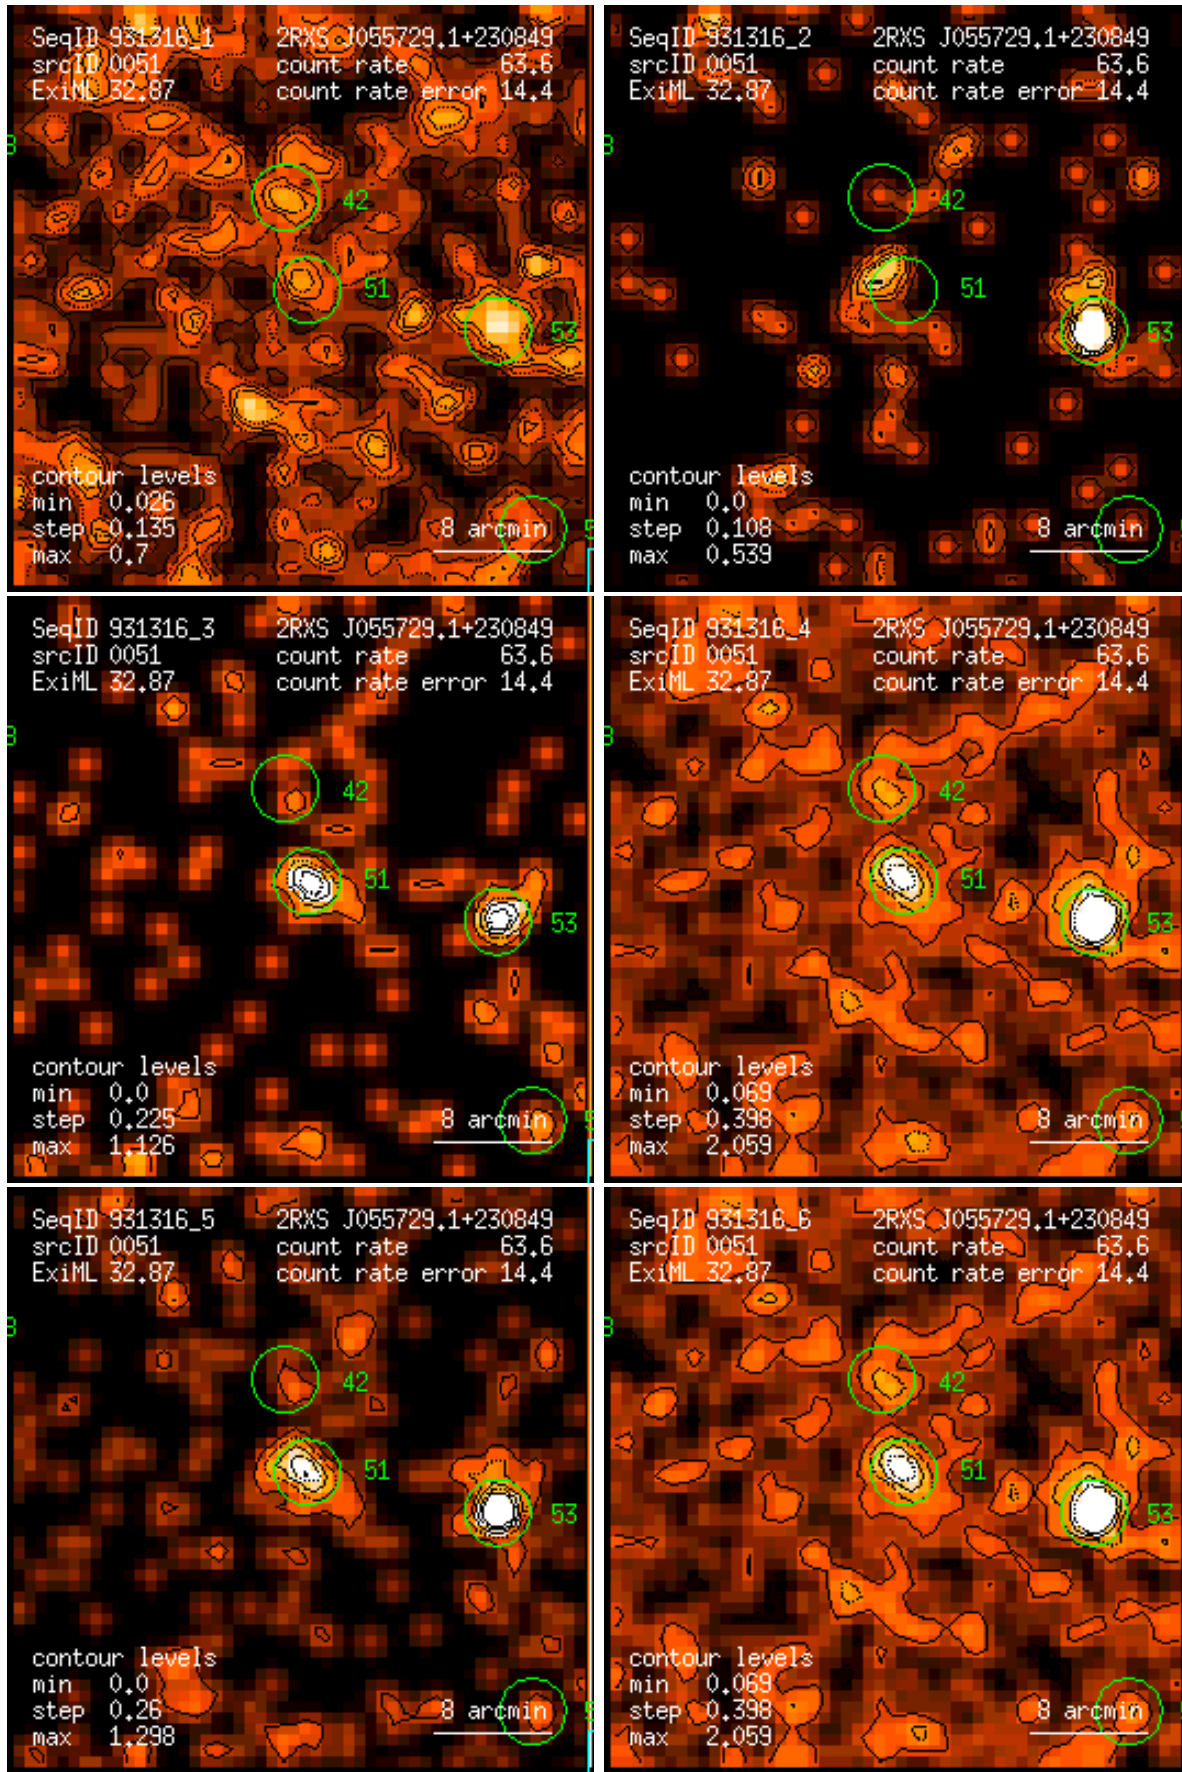 SeqID 931316_1 2RXS J055729.1+230849
srcID 0051 count rate 63.6
ExiML 32.87 count rate error 14.4
8
42
51
53
contour levels
min 0.026
step 0.135 8 arcmin 5
max 0.7
SeqID 931316_2 2RXS J055729.1+230849
srcID 0051 count rate 63.6
ExiML 32.87 count rate error 14.4
8
42
51
53
contour levels
min 0.0
step 0.108 8 arcmin
max 0.539
SeqID 931316_3 2RXS J055729.1+230849
srcID 0051 count rate 63.6
ExiML 32.87 count rate error 14.4
8
42
51
53
contour levels
min 0.0
step 0.225 8 arcmin 5
max 1.126
SeqID 931316_4 2RXS J055729.1+230849
srcID 0051 count rate 63.6
ExiML 32.87 count rate error 14.4
8
42
51
53
contour levels
min 0.069
step 0.398 8 arcmin
max 2.059
SeqID 931316_5 2RXS J055729.1+230849
srcID 0051 count rate 63.6
ExiML 32.87 count rate error 14.4
8
42
51
53
contour levels
min 0.0
step 0.26 8 arcmin 5
max 1.298
SeqID 931316_6 2RXS J055729.1+230849
srcID 0051 count rate 63.6
ExiML 32.87 count rate error 14.4
8
42
51
53
contour levels
min 0.069
step 0.398 8 arcmin
max 2.059